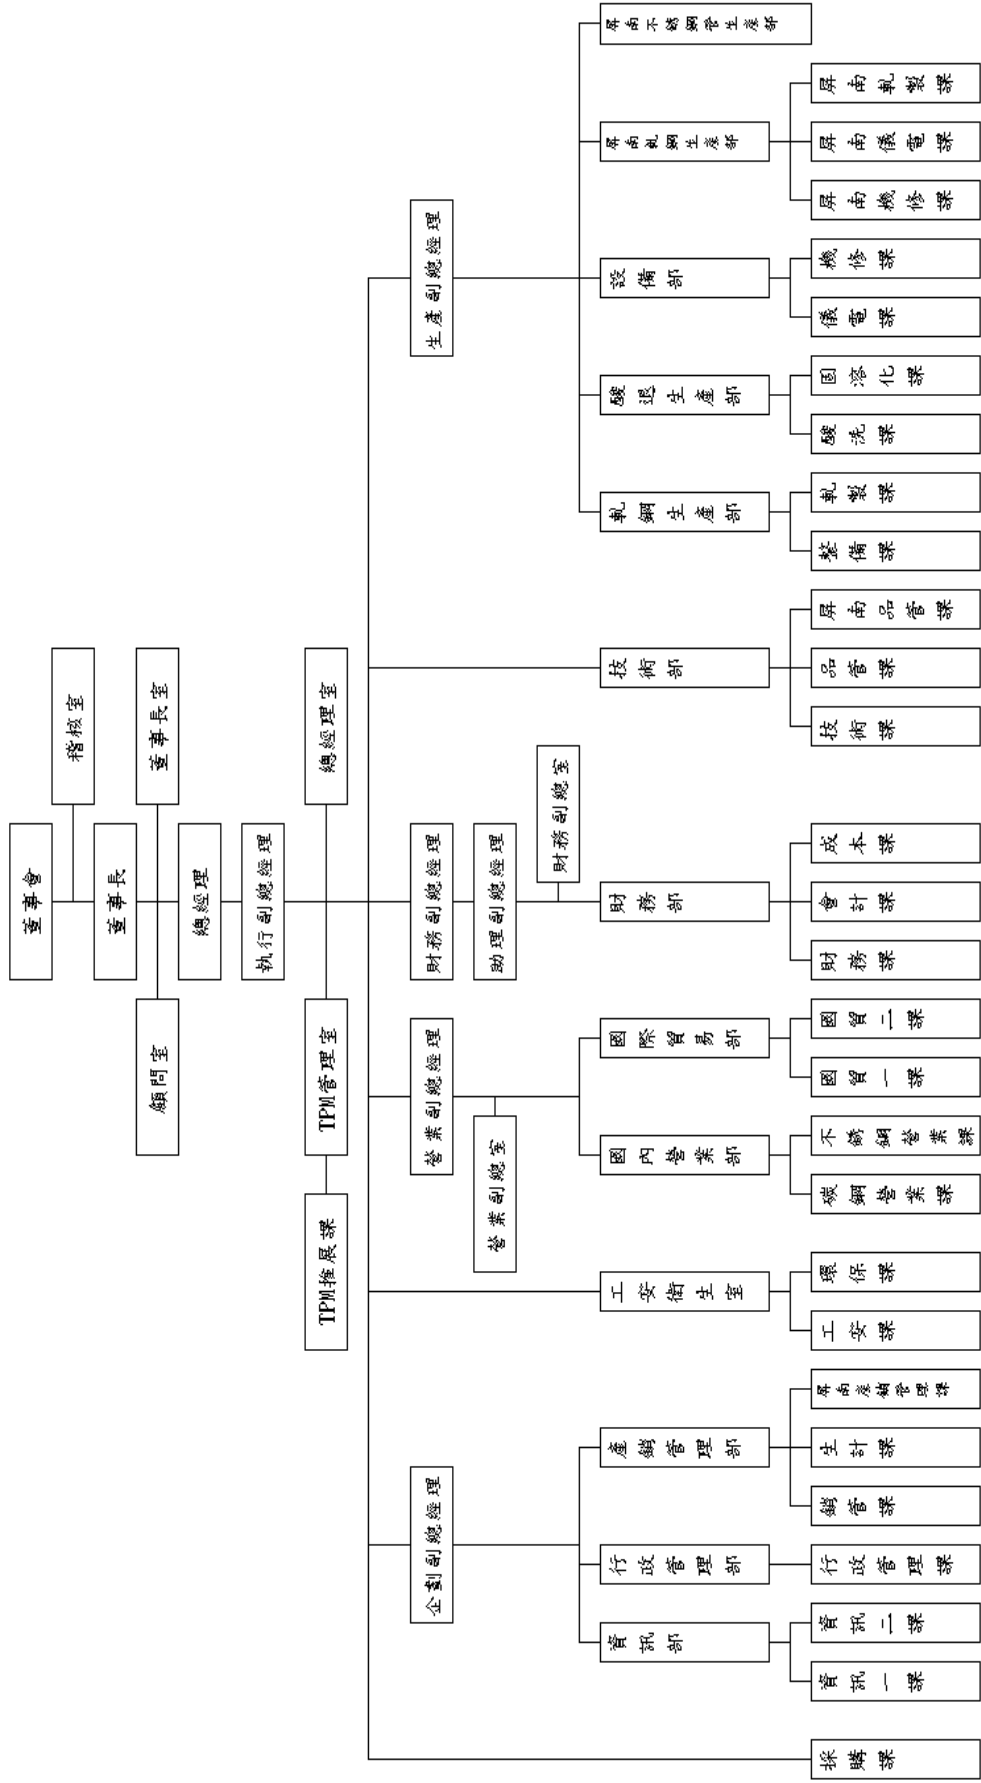 董事會
稽核室
董事長
董事長室
顧問室
總經理
執行副總經理
總經理室
TPM管理室
TPM推展課
企劃副總經理
營業副總經理
財務副總經理
生產副總經理
營業副總室
助理副總經理
財務副總室
資訊部
行政管理部
產銷管理部
工安衛生室
國內營業部
國際貿易部
財務部
技術部
軋鋼生產部
酸退生產部
設備部
屏南軋鋼生產部
屏南不銹鋼管生產部
採購課
資訊一課
資訊二課
行政管理課
銷管課
生計課
屏南產銷管理課
工安課
環保課
碳鋼營業課
不銹鋼營業課
國貿一課
國貿二課
財務課
會計課
成本課
技術課
品管課
屏南品管課
整備課
軋製課
酸洗課
固溶化課
儀電課
機修課
屏南機修課
屏南儀電課
屏南軋製課